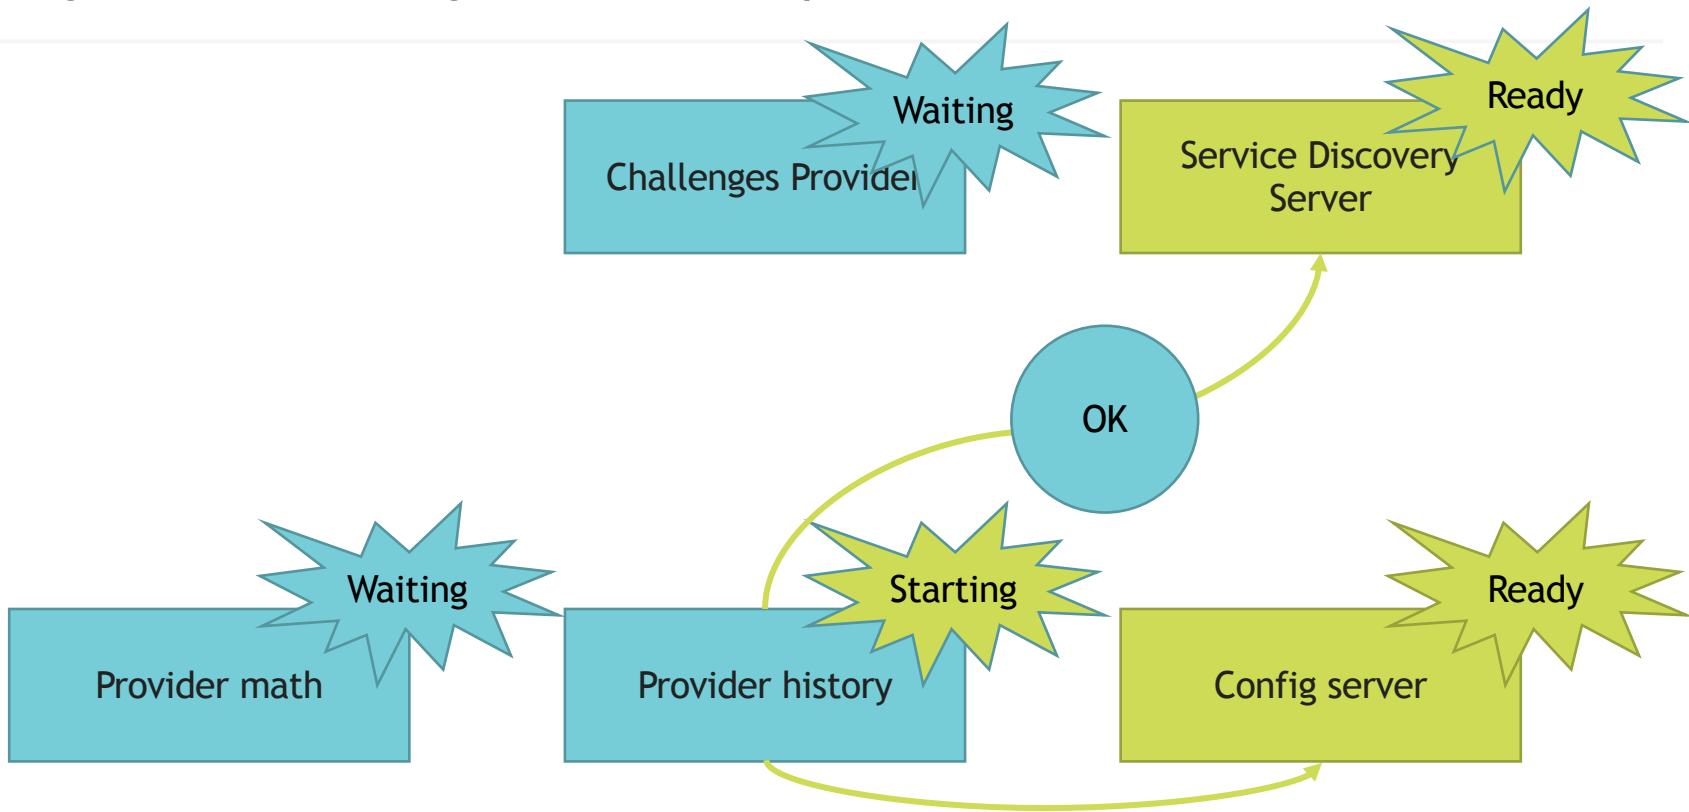 Waiting
Challenges Provider
Ready
Service Discovery
Server
OK
Waiting
Provider math
Starting
Provider history
Ready
Config server